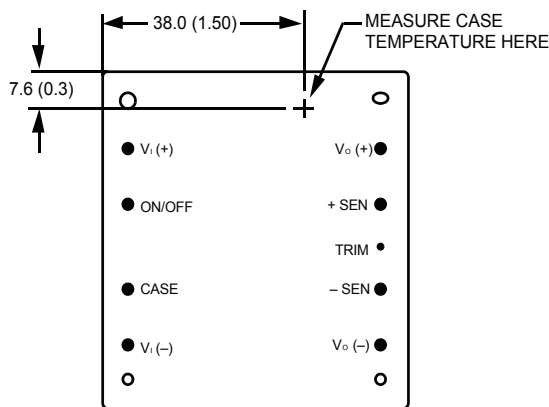 38.0 (1.50)
MEASURE CASE
TEMPERATURE HERE
7.6 (0.3)
VI (+)
VO (+)
ON/OFF
+ SEN
TRIM
CASE
– SEN
VI (–)
VO (–)